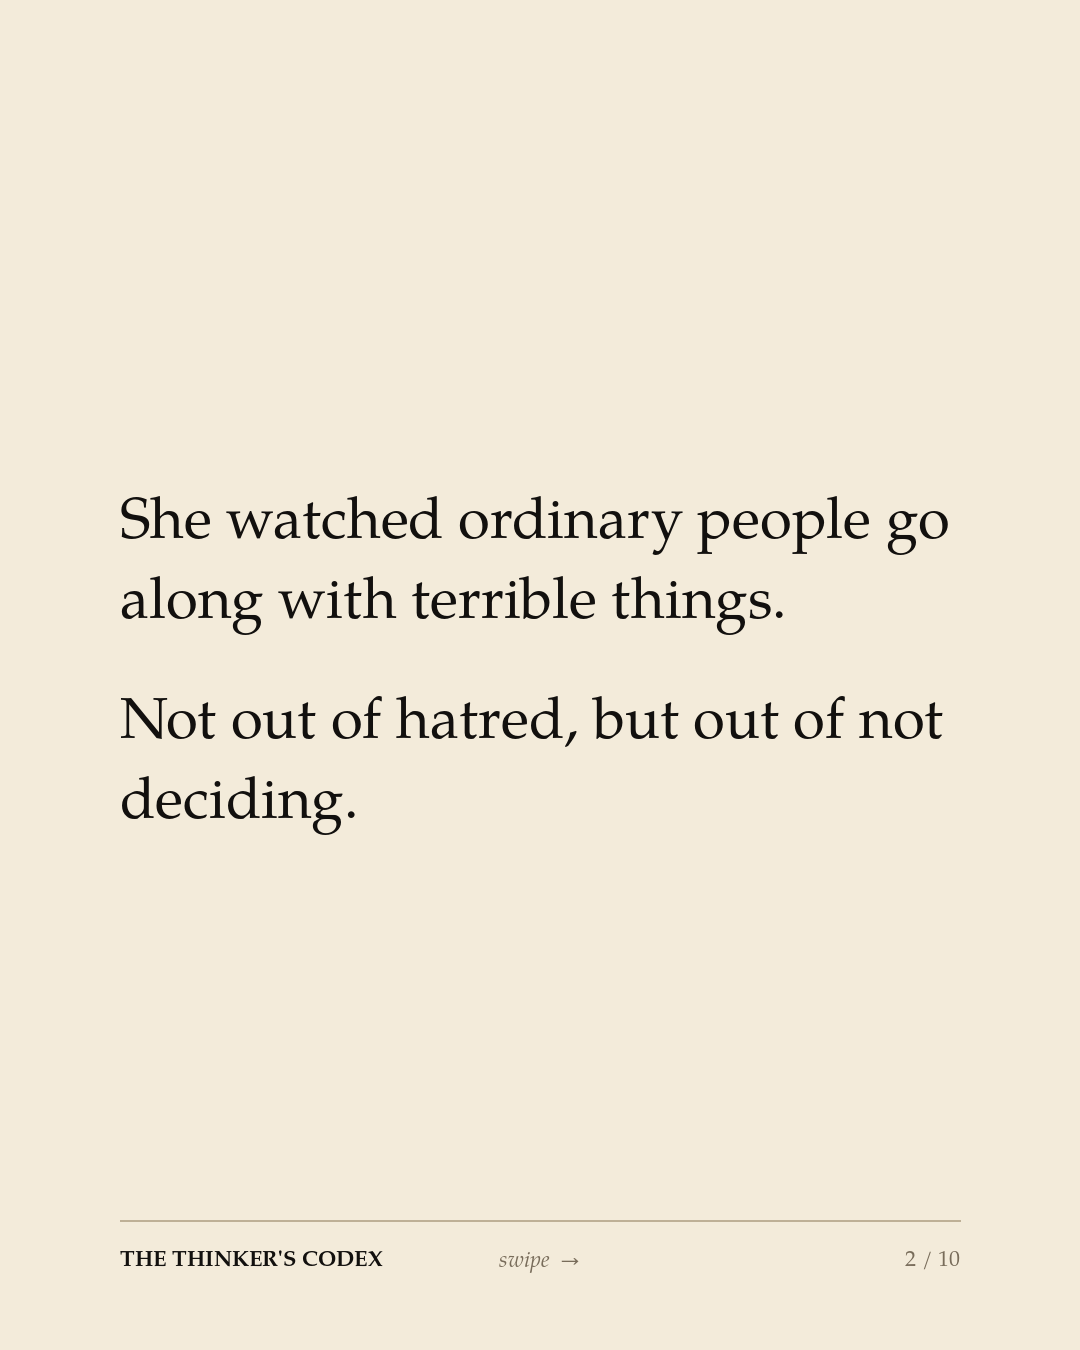 She watched ordinary people go
along with terrible things.
Not out of hatred, but out of not
deciding.
THE THINKER'S CODEX
swipe →
2 / 10